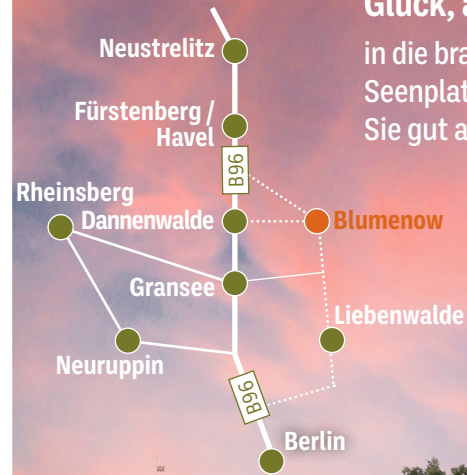 Glück, a
in die bra
Seenplat
Sie gut a
Neustrelitz
Fürstenberg /
Havel
B96
Rheinsberg
Dannenwalde
Blumenow
Gransee
Liebenwalde
Neuruppin
B96
Berlin